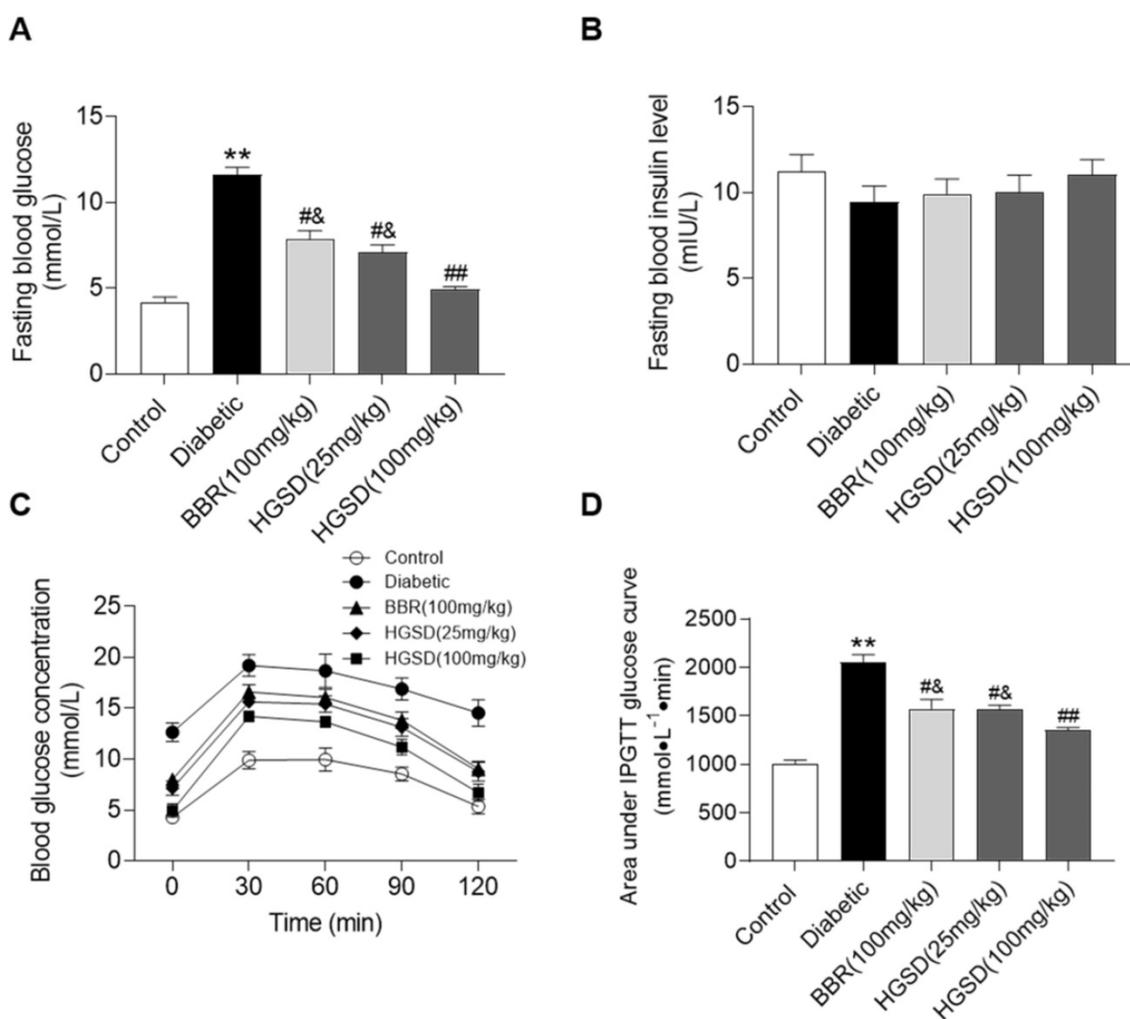 A
Fasting blood glucose
(mmol/L)
15
10
5
0
**
#&
#&
##
Control
Diabetic
BBR(100mg/kg)
HGSD(25mg/kg)
HGSD(100mg/kg)
B
Fasting blood insulin level
(mIU/L)
15
10
5
0
Control
Diabetic
BBR(100mg/kg)
HGSD(25mg/kg)
HGSD(100mg/kg)
C
Control
Diabetic
BBR(100mg/kg)
HGSD(25mg/kg)
HGSD(100mg/kg)
Blood glucose concentration
(mmol/L)
25
20
15
10
5
0
0 30 60 90 120
Time (min)
D
Area under IPGTT glucose curve
(mmol•L⁻¹•min)
2500
2000
1500
1000
500
0
**
#&
#&
##
Control
Diabetic
BBR(100mg/kg)
HGSD(25mg/kg)
HGSD(100mg/kg)